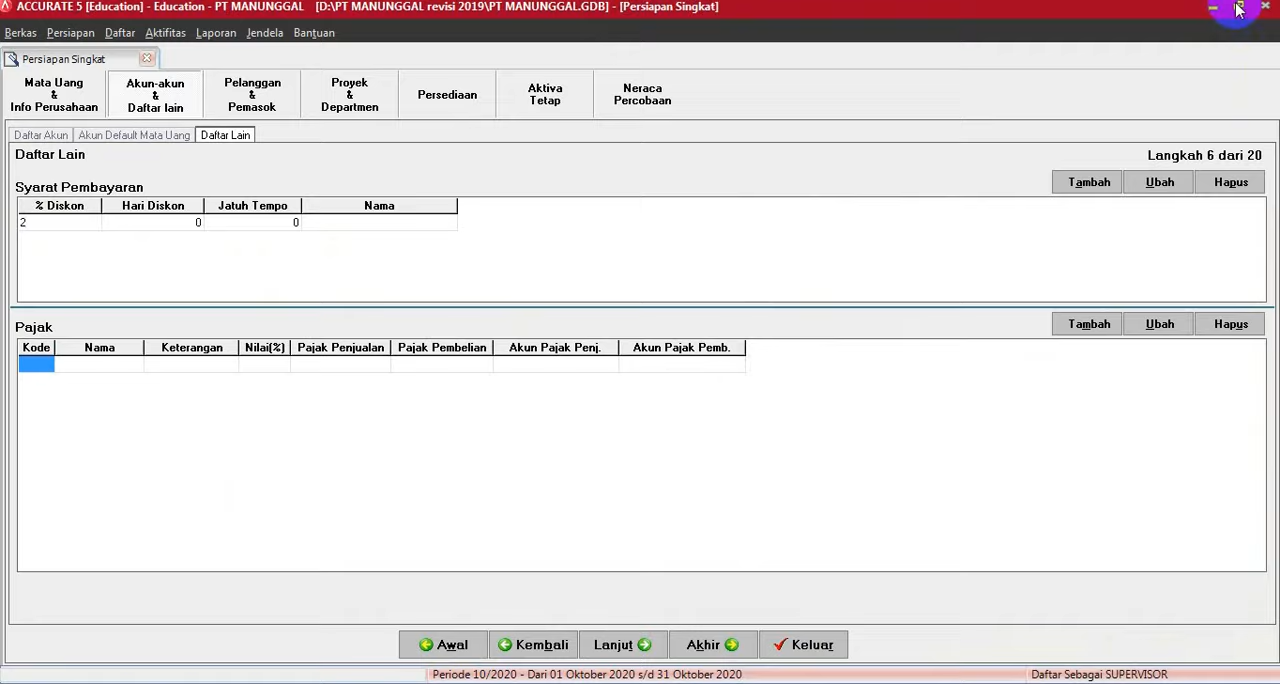 ACCURATE 5 [Education] - Education - PT MANUNGGAL [D:\PT MANUNGGAL revisi 2019\PT MANUNGGAL.GDB] - [Persiapan Singkat]
Berkas Persiapan Daftar Aktifitas Laporan Jendela Bantuan
Persiapan Singkat
Mata Uang
&
Info Perusahaan
Akun-akun
&
Daftar lain
Pelanggan
&
Pemasok
Proyek
&
Departmen
Persediaan
Aktiva
Tetap
Neraca
Percobaan
Daftar Akun Akun Default Mata Uang Daftar Lain
Daftar Lain Langkah 6 dari 20
Syarat Pembayaran Tambah Ubah Hapus
% Diskon Hari Diskon Jatuh Tempo Nama
2 0 0
Pajak Tambah Ubah Hapus
Kode Nama Keterangan Nilai(%) Pajak Penjualan Pajak Pembelian Akun Pajak Penj. Akun Pajak Pemb.
Awal Kembali Lanjut Akhir Keluar
Periode 10/2020 - Dari 01 Oktober 2020 s/d 31 Oktober 2020 Daftar Sebagai SUPERVISOR